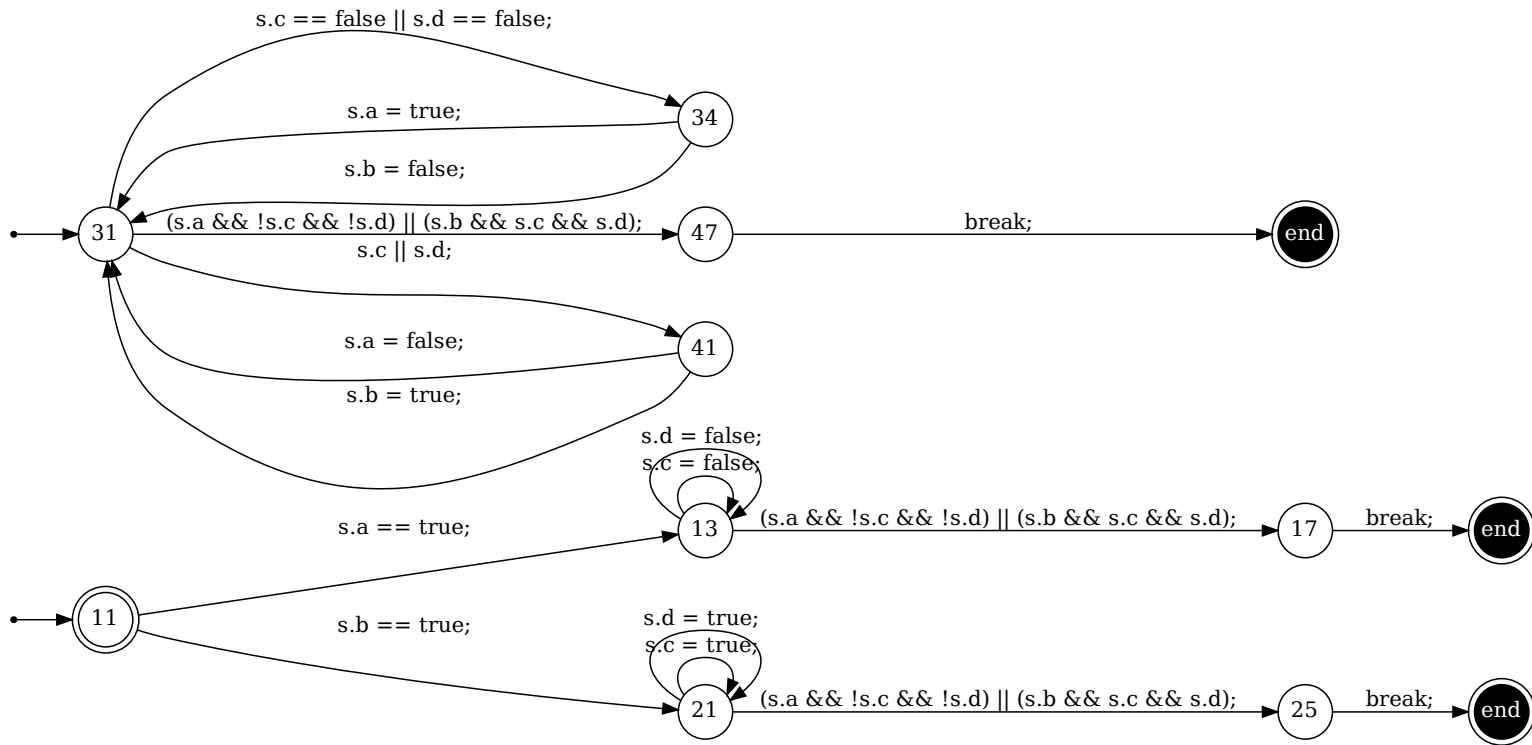 s.c == false || s.d == false;
34
s.a = true;
s.b = false;
31
(s.a && !s.c && !s.d) || (s.b && s.c && s.d);
47
break;
end
s.c || s.d;
41
s.a = false;
s.b = true;
s.d = false;
s.c = false;
13
(s.a && !s.c && !s.d) || (s.b && s.c && s.d);
17
break;
end
s.a == true;
11
s.b == true;
s.d = true;
s.c = true;
21
(s.a && !s.c && !s.d) || (s.b && s.c && s.d);
25
break;
end